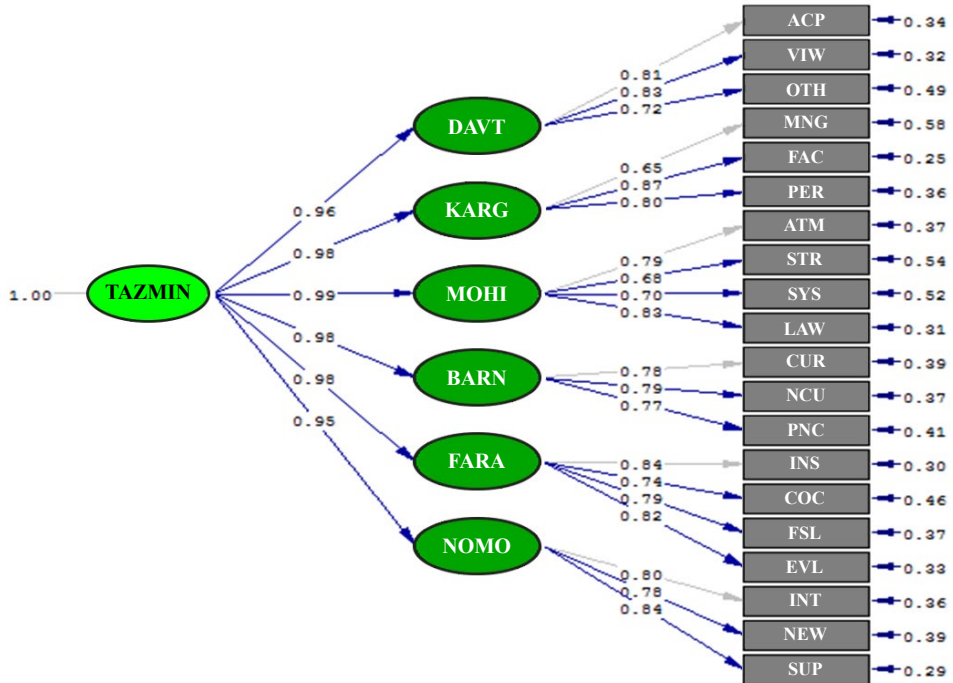 ACP 0.34
VIW 0.32
0.81
0.83
OTH 0.49
0.72
DAVT
MNG 0.58
FAC 0.25
0.65
0.87
PER 0.36
0.80
KARG
0.96
ATM 0.37
0.98
STR 0.54
0.79
0.68
TAZMIN
1.00
0.99
MOHI
0.70
SYS 0.52
0.83
LAW 0.31
0.98
CUR 0.39
0.78
BARN
0.79
NCU 0.37
0.98
0.77
PNC 0.41
0.95
FARA
0.84
INS 0.30
0.74
0.79
COC 0.46
0.82
FSL 0.37
NOMO
EVL 0.33
0.80
0.78
INT 0.36
0.84
NEW 0.39
SUP 0.29